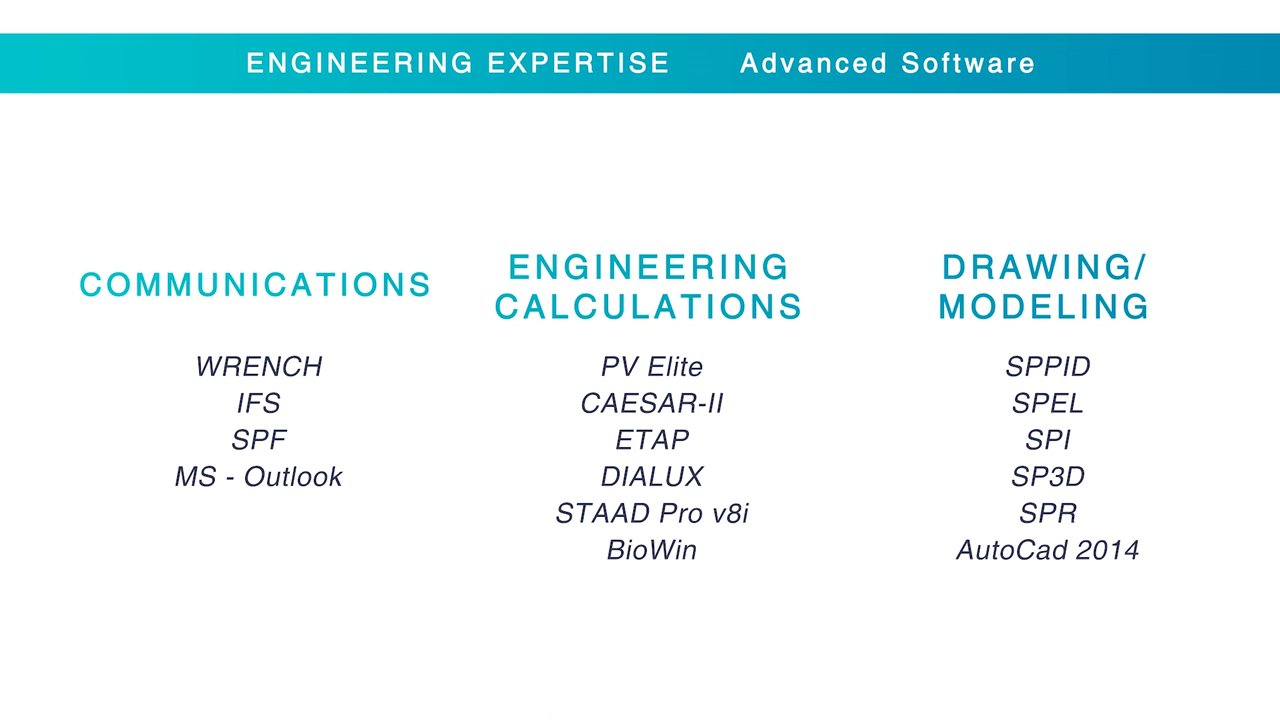 ENGINEERING EXPERTISE Advanced Software
COMMUNICATIONS
WRENCH
IFS
SPF
MS - Outlook
ENGINEERING
CALCULATIONS
PV Elite
CAESAR-II
ETAP
DIALUX
STAAD Pro v8i
BioWin
DRAWING/
MODELING
SPPID
SPEL
SPI
SP3D
SPR
AutoCad 2014